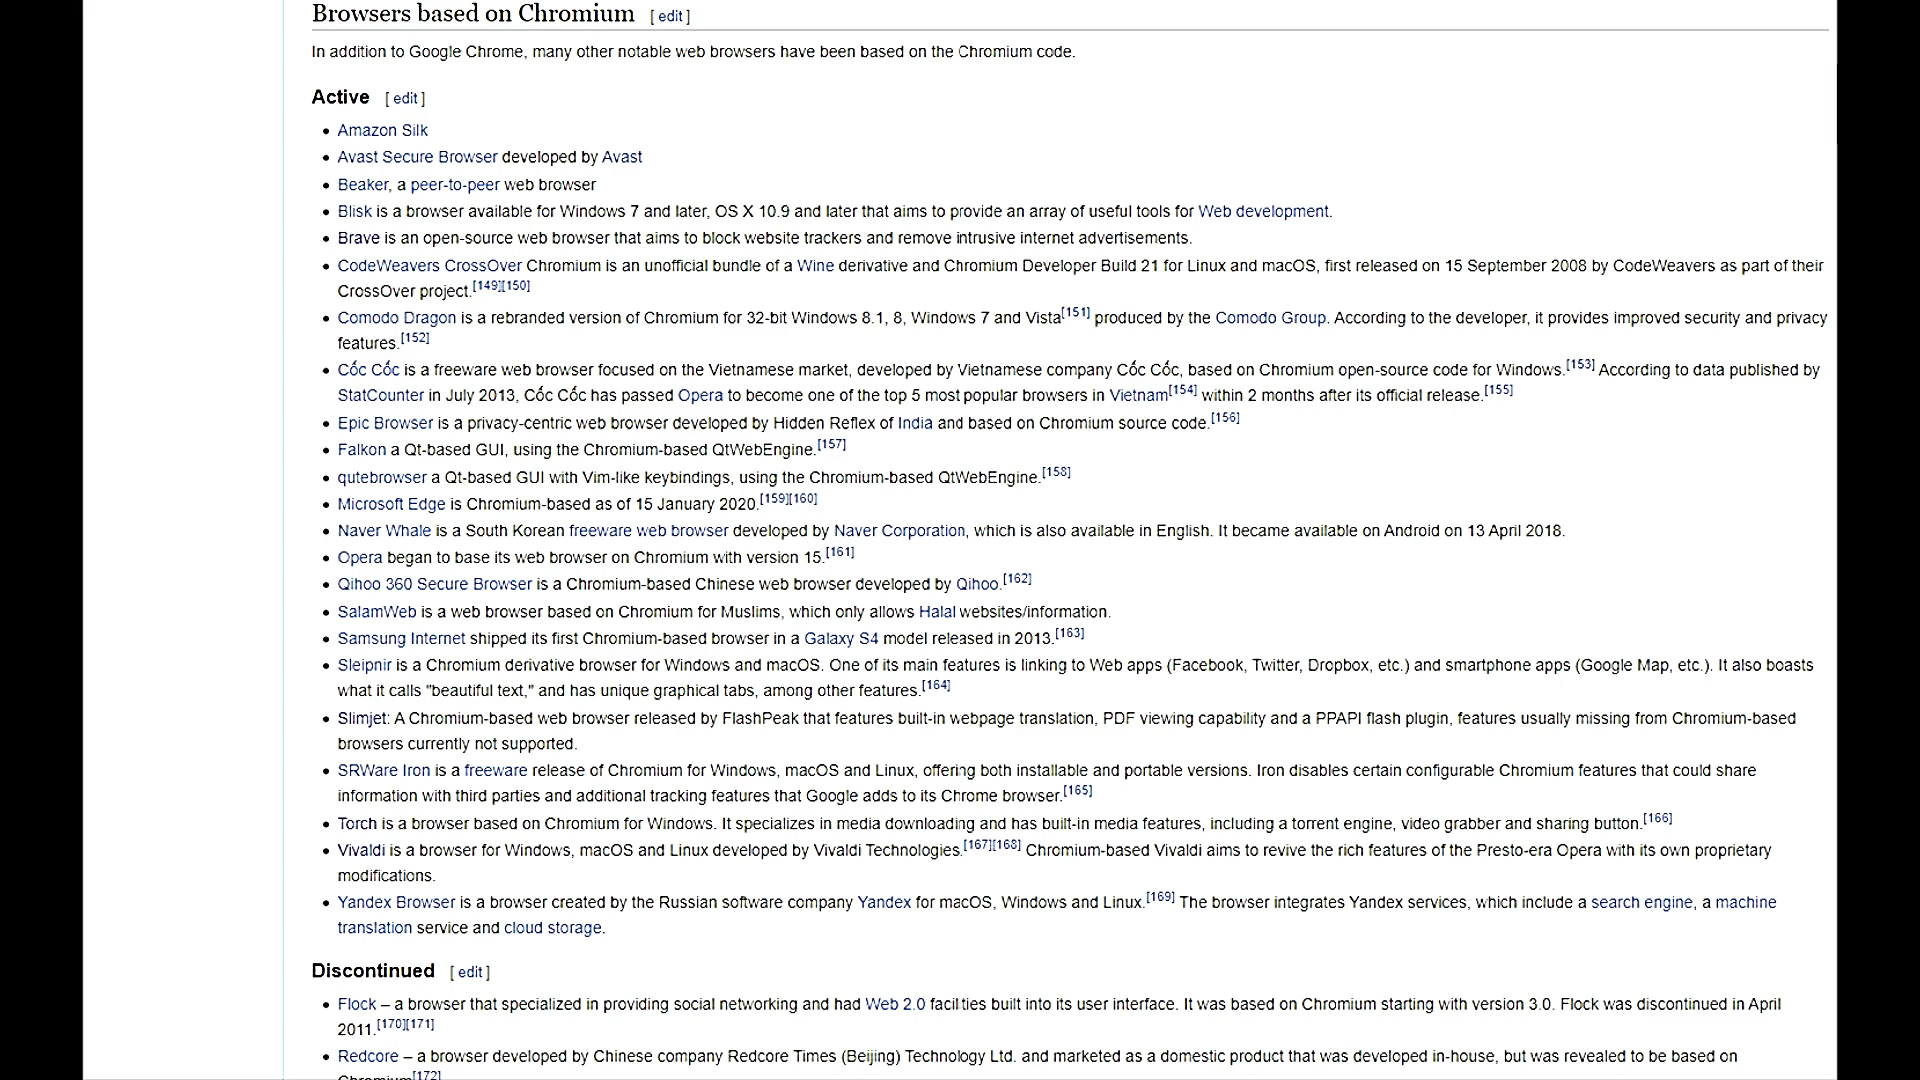 Browsers based on Chromium [ edit ]
In addition to Google Chrome, many other notable web browsers have been based on the Chromium code.
Active [ edit ]
• Amazon Silk
• Avast Secure Browser developed by Avast
• Beaker, a peer-to-peer web browser
• Blisk is a browser available for Windows 7 and later, OS X 10.9 and later that aims to provide an array of useful tools for Web development.
• Brave is an open-source web browser that aims to block website trackers and remove intrusive internet advertisements.
• CodeWeavers CrossOver Chromium is an unofficial bundle of a Wine derivative and Chromium Developer Build 21 for Linux and macOS, first released on 15 September 2008 by CodeWeavers as part of their
CrossOver project.[149][150]
• Comodo Dragon is a rebranded version of Chromium for 32-bit Windows 8.1, 8, Windows 7 and Vista[151] produced by the Comodo Group. According to the developer, it provides improved security and privacy
features.[152]
• Cốc Cốc is a freeware web browser focused on the Vietnamese market, developed by Vietnamese company Cốc Cốc, based on Chromium open-source code for Windows.[153] According to data published by
StatCounter in July 2013, Cốc Cốc has passed Opera to become one of the top 5 most popular browsers in Vietnam[154] within 2 months after its official release.[155]
• Epic Browser is a privacy-centric web browser developed by Hidden Reflex of India and based on Chromium source code.[156]
• Falkon a Qt-based GUI, using the Chromium-based QtWebEngine.[157]
• qutebrowser a Qt-based GUI with Vim-like keybindings, using the Chromium-based QtWebEngine.[158]
• Microsoft Edge is Chromium-based as of 15 January 2020.[159][160]
• Naver Whale is a South Korean freeware web browser developed by Naver Corporation, which is also available in English. It became available on Android on 13 April 2018.
• Opera began to base its web browser on Chromium with version 15.[161]
• Qihoo 360 Secure Browser is a Chromium-based Chinese web browser developed by Qihoo.[162]
• SalamWeb is a web browser based on Chromium for Muslims, which only allows Halal websites/information.
• Samsung Internet shipped its first Chromium-based browser in a Galaxy S4 model released in 2013.[163]
• Sleipnir is a Chromium derivative browser for Windows and macOS. One of its main features is linking to Web apps (Facebook, Twitter, Dropbox, etc.) and smartphone apps (Google Map, etc.). It also boasts
what it calls "beautiful text," and has unique graphical tabs, among other features.[164]
• Slimjet: A Chromium-based web browser released by FlashPeak that features built-in webpage translation, PDF viewing capability and a PPAPI flash plugin, features usually missing from Chromium-based
browsers currently not supported.
• SRWare Iron is a freeware release of Chromium for Windows, macOS and Linux, offering both installable and portable versions. Iron disables certain configurable Chromium features that could share
information with third parties and additional tracking features that Google adds to its Chrome browser.[165]
• Torch is a browser based on Chromium for Windows. It specializes in media downloading and has built-in media features, including a torrent engine, video grabber and sharing button.[166]
• Vivaldi is a browser for Windows, macOS and Linux developed by Vivaldi Technologies.[167][168] Chromium-based Vivaldi aims to revive the rich features of the Presto-era Opera with its own proprietary
modifications.
• Yandex Browser is a browser created by the Russian software company Yandex for macOS, Windows and Linux.[169] The browser integrates Yandex services, which include a search engine, a machine
translation service and cloud storage.
Discontinued [ edit ]
• Flock – a browser that specialized in providing social networking and had Web 2.0 facilities built into its user interface. It was based on Chromium starting with version 3.0. Flock was discontinued in April
2011.[170][171]
• Redcore – a browser developed by Chinese company Redcore Times (Beijing) Technology Ltd. and marketed as a domestic product that was developed in-house, but was revealed to be based on
Chromium[172]